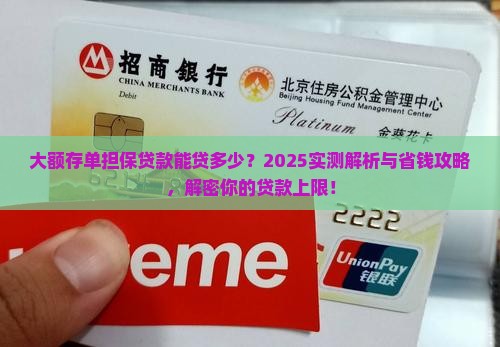 招商银行
CHINA MERCHANTS BANK
Debit
北京住房公积金管理中心
Beijing Housing Fund Management Center
Platinum
金葵花卡
大额存单担保贷款能贷多少？2025实测解析与省钱攻略
，解密你的贷款上限！
2222
UnionPay
银联
eme